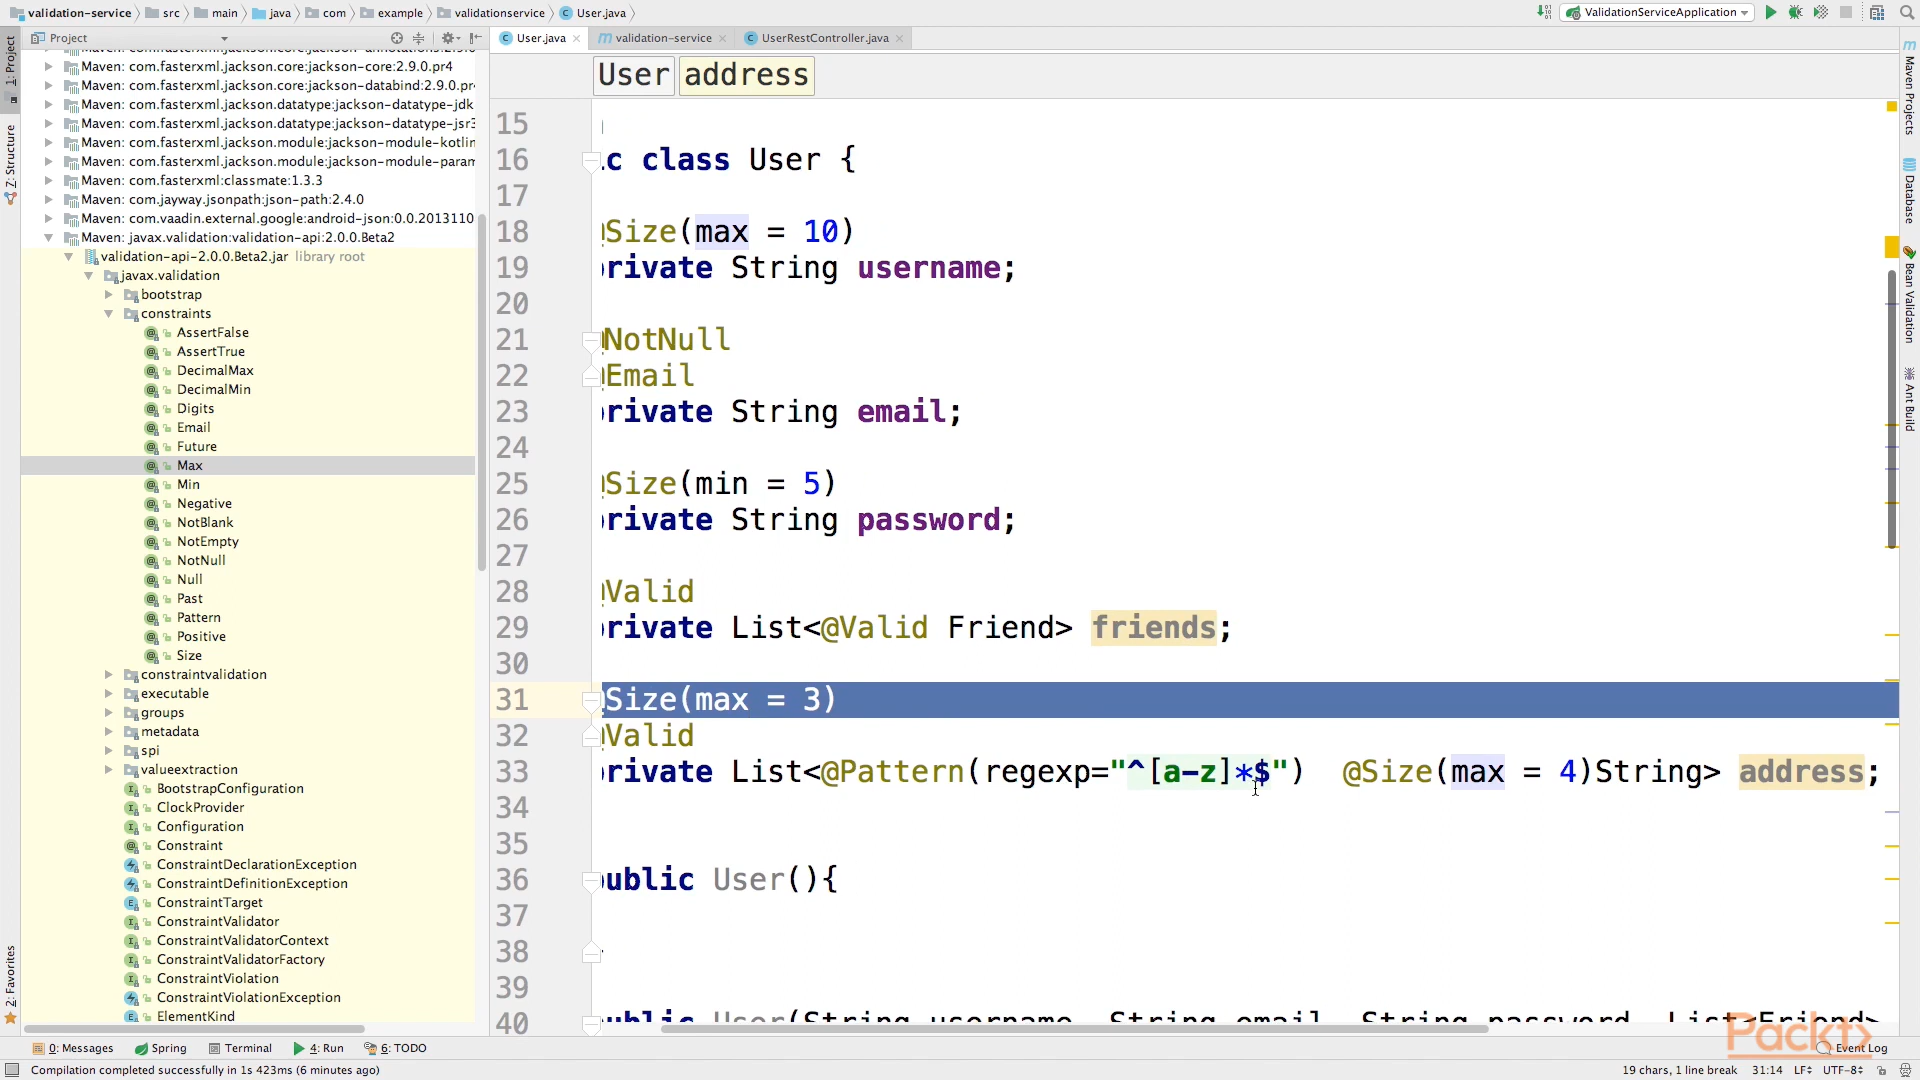 validation-service src main java com example validationservice User.java
ValidationServiceApplication
Project
User.java validation-service UserRestController.java
1: Project
Z: Structure
2: Favorites
Maven: com.fasterxml.jackson.core:jackson-core:2.9.0.pr4
Maven: com.fasterxml.jackson.core:jackson-databind:2.9.0.pr
Maven: com.fasterxml.jackson.datatype:jackson-datatype-jdk
Maven: com.fasterxml.jackson.datatype:jackson-datatype-jsr3
Maven: com.fasterxml.jackson.module:jackson-module-kotlin
Maven: com.fasterxml.jackson.module:jackson-module-param
Maven: com.fasterxml:classmate:1.3.3
Maven: com.jayway.jsonpath:json-path:2.4.0
Maven: com.vaadin.external.google:android-json:0.0.2013110
Maven: javax.validation:validation-api:2.0.0.Beta2
validation-api-2.0.0.Beta2.jar library root
javax.validation
bootstrap
constraints
AssertFalse
AssertTrue
DecimalMax
DecimalMin
Digits
Email
Future
Max
Min
Negative
NotBlank
NotEmpty
NotNull
Null
Past
Pattern
Positive
Size
constraintvalidation
executable
groups
metadata
spi
valueextraction
BootstrapConfiguration
ClockProvider
Configuration
Constraint
ConstraintDeclarationException
ConstraintDefinitionException
ConstraintTarget
ConstraintValidator
ConstraintValidatorContext
ConstraintValidatorFactory
ConstraintViolation
ConstraintViolationException
ElementKind
User address
15
16 ic class User {
17
18 @Size(max = 10)
19 private String username;
20
21 @NotNull
22 @Email
23 private String email;
24
25 @Size(min = 5)
26 private String password;
27
28 @Valid
29 private List<@Valid Friend> friends;
30
31 @Size(max = 3)
32 @Valid
33 private List<@Pattern(regexp="^[a-z]*$")  @Size(max = 4)String> address;
34
35
36 public User(){
37
38
39
40 public User(String username, String email, String password, List<Friend>
Maven Projects
Database
Bean Validation
Ant Build
Packt>
0: Messages Spring Terminal 4: Run 6: TODO Event Log
Compilation completed successfully in 1s 423ms (6 minutes ago) 19 chars, 1 line break 31:14 LF UTF-8